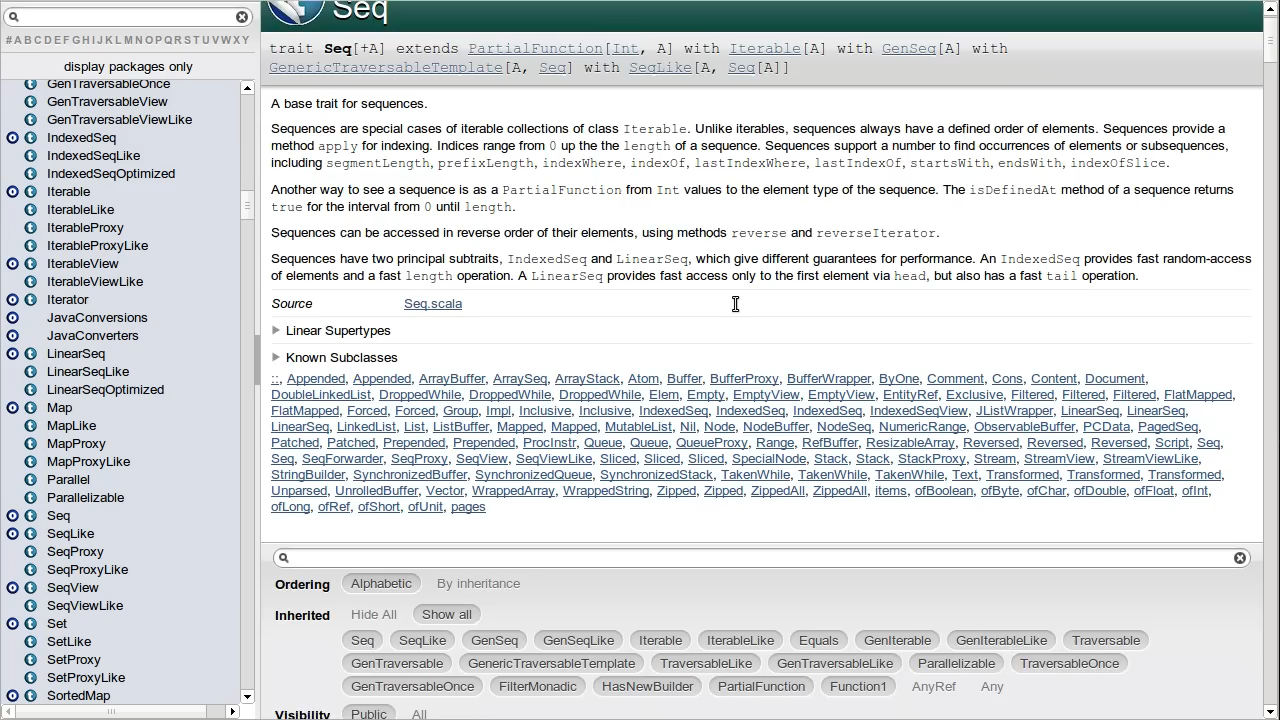 # A B C D E F G H I J K L M N O P Q R S T U V W X Y
display packages only
GenTraversableOnce
GenTraversableView
GenTraversableViewLike
IndexedSeq
IndexedSeqLike
IndexedSeqOptimized
Iterable
IterableLike
IterableProxy
IterableProxyLike
IterableView
IterableViewLike
Iterator
JavaConversions
JavaConverters
LinearSeq
LinearSeqLike
LinearSeqOptimized
Map
MapLike
MapProxy
MapProxyLike
Parallel
Parallelizable
Seq
SeqLike
SeqProxy
SeqProxyLike
SeqView
SeqViewLike
Set
SetLike
SetProxy
SetProxyLike
SortedMap
Seq
trait Seq[+A] extends PartialFunction[Int, A] with Iterable[A] with GenSeq[A] with
GenericTraversableTemplate[A, Seq] with SeqLike[A, Seq[A]]
A base trait for sequences.
Sequences are special cases of iterable collections of class Iterable. Unlike iterables, sequences always have a defined order of elements. Sequences provide a
method apply for indexing. Indices range from 0 up the the length of a sequence. Sequences support a number to find occurrences of elements or subsequences,
including segmentLength, prefixLength, indexWhere, indexOf, lastIndexWhere, lastIndexOf, startsWith, endsWith, indexOfSlice.
Another way to see a sequence is as a PartialFunction from Int values to the element type of the sequence. The isDefinedAt method of a sequence returns
true for the interval from 0 until length.
Sequences can be accessed in reverse order of their elements, using methods reverse and reverseIterator.
Sequences have two principal subtraits, IndexedSeq and LinearSeq, which give different guarantees for performance. An IndexedSeq provides fast random-access
of elements and a fast length operation. A LinearSeq provides fast access only to the first element via head, but also has a fast tail operation.
Source Seq.scala
Linear Supertypes
Known Subclasses
::, Appended, Appended, ArrayBuffer, ArraySeq, ArrayStack, Atom, Buffer, BufferProxy, BufferWrapper, ByOne, Comment, Cons, Content, Document,
DoubleLinkedList, DroppedWhile, DroppedWhile, DroppedWhile, Elem, Empty, EmptyView, EmptyView, EntityRef, Exclusive, Filtered, Filtered, Filtered, FlatMapped,
FlatMapped, Forced, Forced, Group, Impl, Inclusive, Inclusive, IndexedSeq, IndexedSeq, IndexedSeq, IndexedSeqView, JListWrapper, LinearSeq, LinearSeq,
LinearSeq, LinkedList, List, ListBuffer, Mapped, Mapped, MutableList, Nil, Node, NodeBuffer, NodeSeq, NumericRange, ObservableBuffer, PCData, PagedSeq,
Patched, Patched, Prepended, Prepended, ProcInstr, Queue, Queue, QueueProxy, Range, RefBuffer, ResizableArray, Reversed, Reversed, Reversed, Script, Seq,
Seq, SeqForwarder, SeqProxy, SeqView, SeqViewLike, Sliced, Sliced, Sliced, SpecialNode, Stack, Stack, StackProxy, Stream, StreamView, StreamViewLike,
StringBuilder, SynchronizedBuffer, SynchronizedQueue, SynchronizedStack, TakenWhile, TakenWhile, TakenWhile, Text, Transformed, Transformed, Transformed,
Unparsed, UnrolledBuffer, Vector, WrappedArray, WrappedString, Zipped, Zipped, ZippedAll, ZippedAll, items, ofBoolean, ofByte, ofChar, ofDouble, ofFloat, ofInt,
ofLong, ofRef, ofShort, ofUnit, pages
Ordering Alphabetic By inheritance
Inherited Hide All Show all
Seq SeqLike GenSeq GenSeqLike Iterable IterableLike Equals GenIterable GenIterableLike Traversable
GenTraversable GenericTraversableTemplate TraversableLike GenTraversableLike Parallelizable TraversableOnce
GenTraversableOnce FilterMonadic HasNewBuilder PartialFunction Function1 AnyRef Any
Visibility Public All